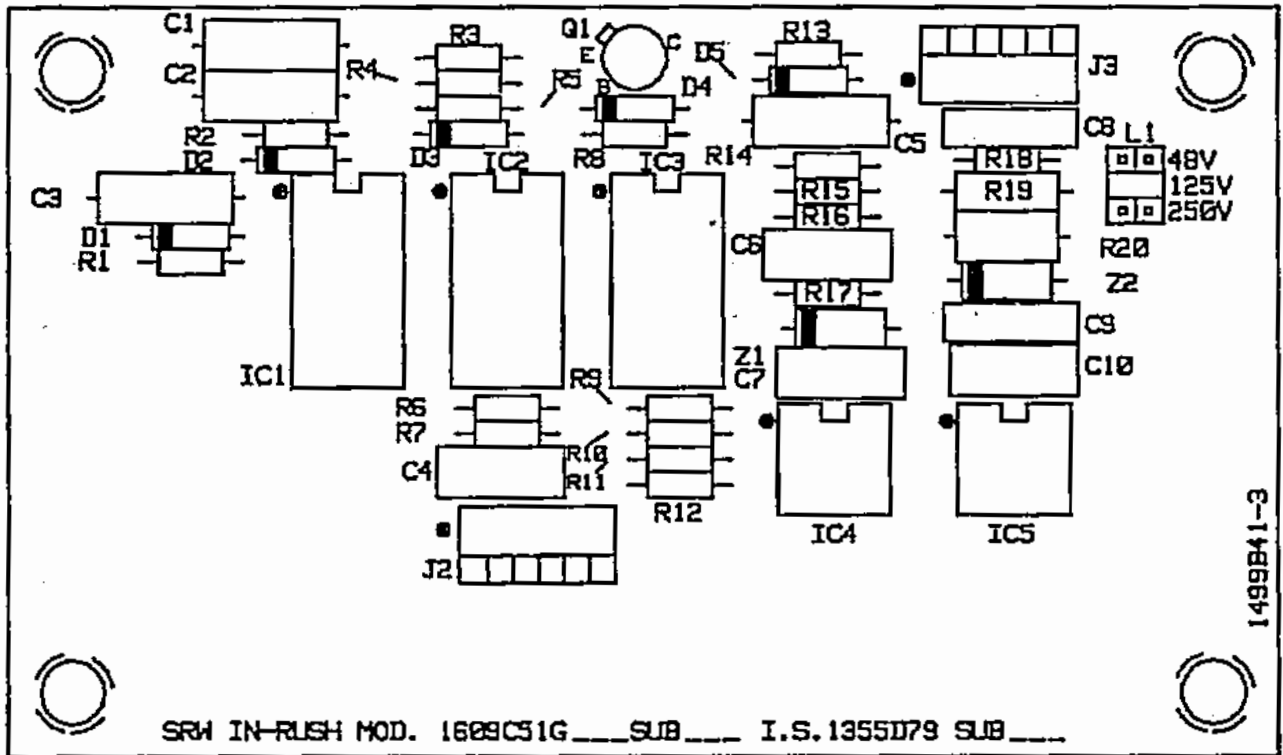 C1
C2
R4
R3
Q1
E
C
B
R5
D5
D4
R13
J3
C8
L1
48V
125V
250V
R2
D2
D3
IC2
R8
IC3
R14
C5
R18
R19
R20
C3
D1
R1
R15
R16
C6
R17
Z2
C9
C10
IC1
Z1
C7
R9
R6
R7
R10
R11
C4
R12
J2
IC4
IC5
1499B41-3
SRW IN-RUSH MOD. 1609C51G___SUB___ I.S.1355D79 SUB___